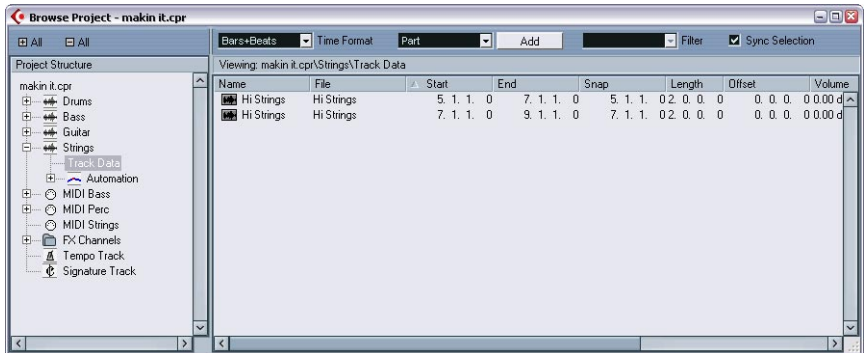 Browse Project - makin it.cpr
All All Bars+Beats Time Format Part Add Filter Sync Selection
Project Structure
Viewing: makin it.cpr\Strings\Track Data
makin it.cpr
Drums
Bass
Guitar
Strings
Track Data
Automation
MIDI Bass
MIDI Perc
MIDI Strings
FX Channels
Tempo Track
Signature Track
Name File Start End Snap Length Offset Volume
Hi Strings Hi Strings 5. 1. 1. 0 7. 1. 1. 0 5. 1. 1. 0 2. 0. 0. 0 0. 0. 0. 0 0.00 d
Hi Strings Hi Strings 7. 1. 1. 0 9. 1. 1. 0 7. 1. 1. 0 2. 0. 0. 0 0. 0. 0. 0 0.00 d